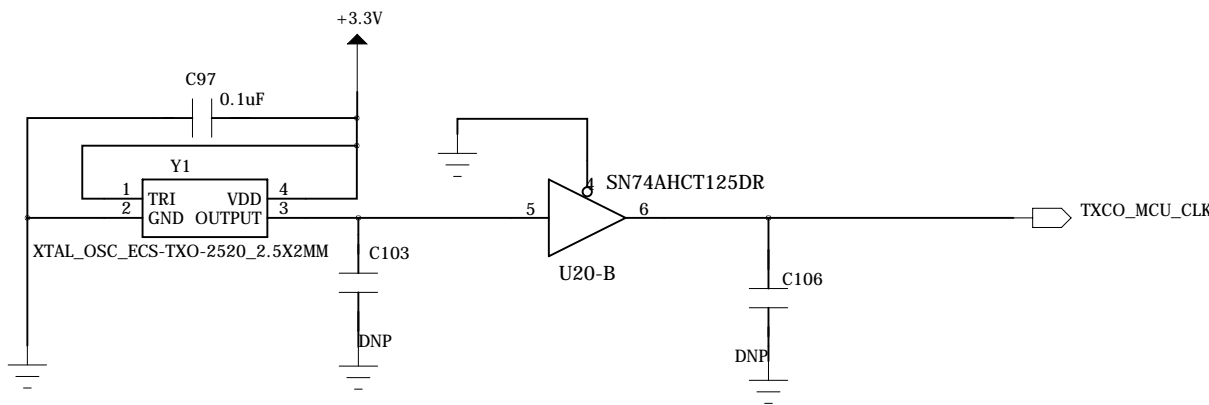 +3.3V
C97
0.1uF
Y1
1 TRI VDD 4
2 GND OUTPUT 3
XTAL_OSC_ECS-TXO-2520_2.5X2MM
C103
DNP
4 SN74AHCT125DR
5 6
U20-B
C106
DNP
TXCO_MCU_CLK